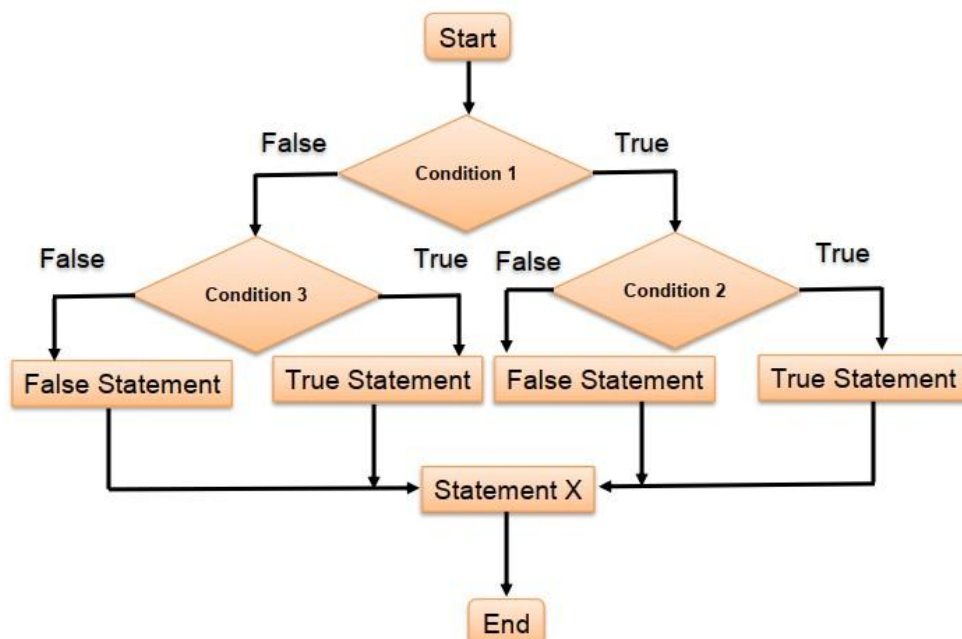 Start
False
True
Condition 1
False
True
False
True
Condition 3
Condition 2
False Statement
True Statement
False Statement
True Statement
Statement X
End